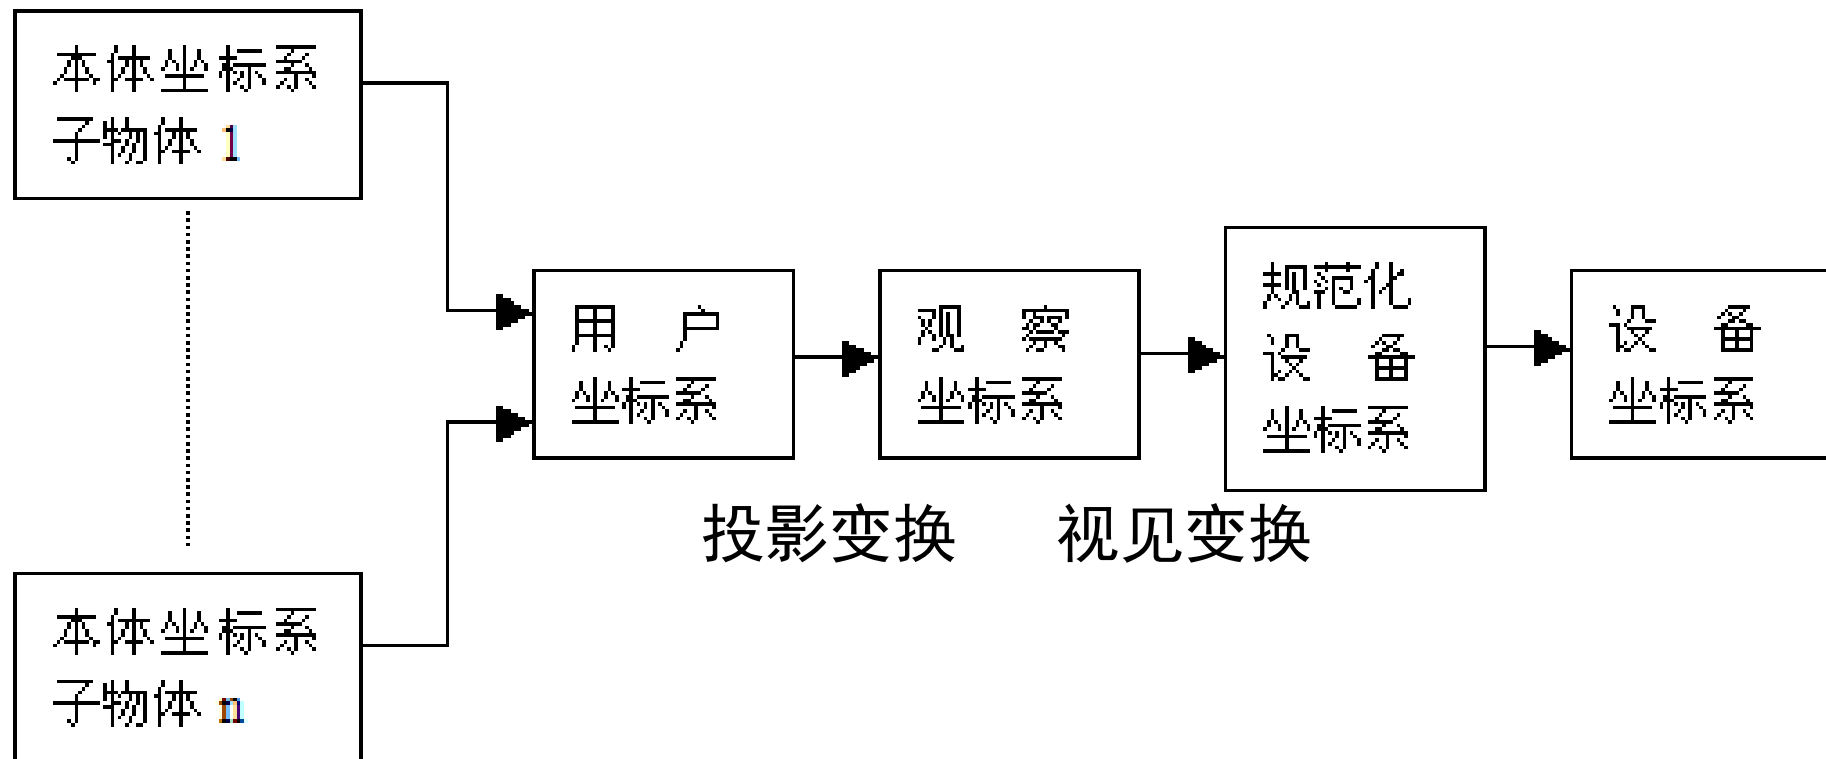 本体坐标系
子物体 1
用 户
坐标系
观 察
坐标系
规范化
设 备
坐标系
设 备
坐标系
投影变换
视见变换
本体坐标系
子物体 n